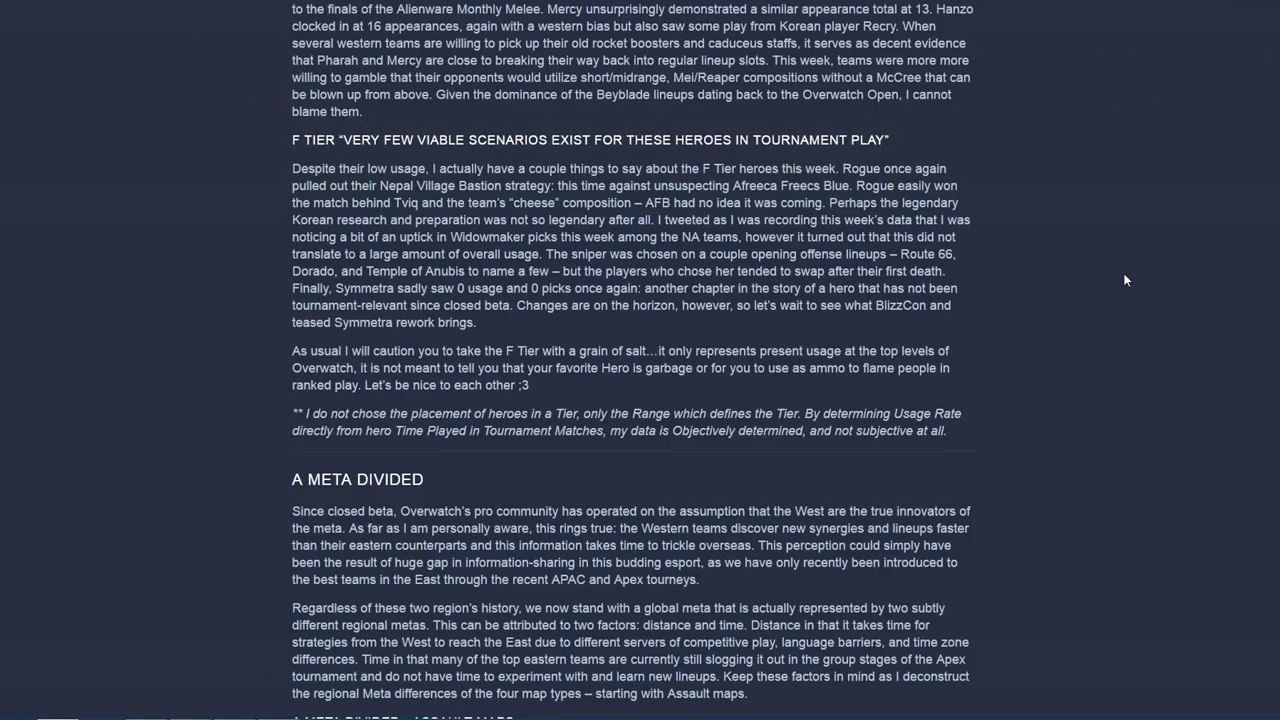 to the finals of the Alienware Monthly Melee. Mercy unsurprisingly demonstrated a similar appearance total at 13. Hanzo
clocked in at 16 appearances, again with a western bias but also saw some play from Korean player Recry. When
several western teams are willing to pick up their old rocket boosters and caduceus staffs, it serves as decent evidence
that Pharah and Mercy are close to breaking their way back into regular lineup slots. This week, teams were more more
willing to gamble that their opponents would utilize short/midrange, Mei/Reaper compositions without a McCree that can
be blown up from above. Given the dominance of the Beyblade lineups dating back to the Overwatch Open, I cannot
blame them.
F TIER “VERY FEW VIABLE SCENARIOS EXIST FOR THESE HEROES IN TOURNAMENT PLAY”
Despite their low usage, I actually have a couple things to say about the F Tier heroes this week. Rogue once again
pulled out their Nepal Village Bastion strategy: this time against unsuspecting Afreeca Freecs Blue. Rogue easily won
the match behind Tviq and the team’s “cheese” composition – AFB had no idea it was coming. Perhaps the legendary
Korean research and preparation was not so legendary after all. I tweeted as I was recording this week’s data that I was
noticing a bit of an uptick in Widowmaker picks this week among the NA teams, however it turned out that this did not
translate to a large amount of overall usage. The sniper was chosen on a couple opening offense lineups – Route 66,
Dorado, and Temple of Anubis to name a few – but the players who chose her tended to swap after their first death.
Finally, Symmetra sadly saw 0 usage and 0 picks once again: another chapter in the story of a hero that has not been
tournament-relevant since closed beta. Changes are on the horizon, however, so let’s wait to see what BlizzCon and
teased Symmetra rework brings.
As usual I will caution you to take the F Tier with a grain of salt…it only represents present usage at the top levels of
Overwatch, it is not meant to tell you that your favorite Hero is garbage or for you to use as ammo to flame people in
ranked play. Let’s be nice to each other ;3
** I do not chose the placement of heroes in a Tier, only the Range which defines the Tier. By determining Usage Rate
directly from hero Time Played in Tournament Matches, my data is Objectively determined, and not subjective at all.
A META DIVIDED
Since closed beta, Overwatch’s pro community has operated on the assumption that the West are the true innovators of
the meta. As far as I am personally aware, this rings true: the Western teams discover new synergies and lineups faster
than their eastern counterparts and this information takes time to trickle overseas. This perception could simply have
been the result of huge gap in information-sharing in this budding esport, as we have only recently been introduced to
the best teams in the East through the recent APAC and Apex tourneys.
Regardless of these two region’s history, we now stand with a global meta that is actually represented by two subtly
different regional metas. This can be attributed to two factors: distance and time. Distance in that it takes time for
strategies from the West to reach the East due to different servers of competitive play, language barriers, and time zone
differences. Time in that many of the top eastern teams are currently still slogging it out in the group stages of the Apex
tournament and do not have time to experiment with and learn new lineups. Keep these factors in mind as I deconstruct
the regional Meta differences of the four map types – starting with Assault maps.